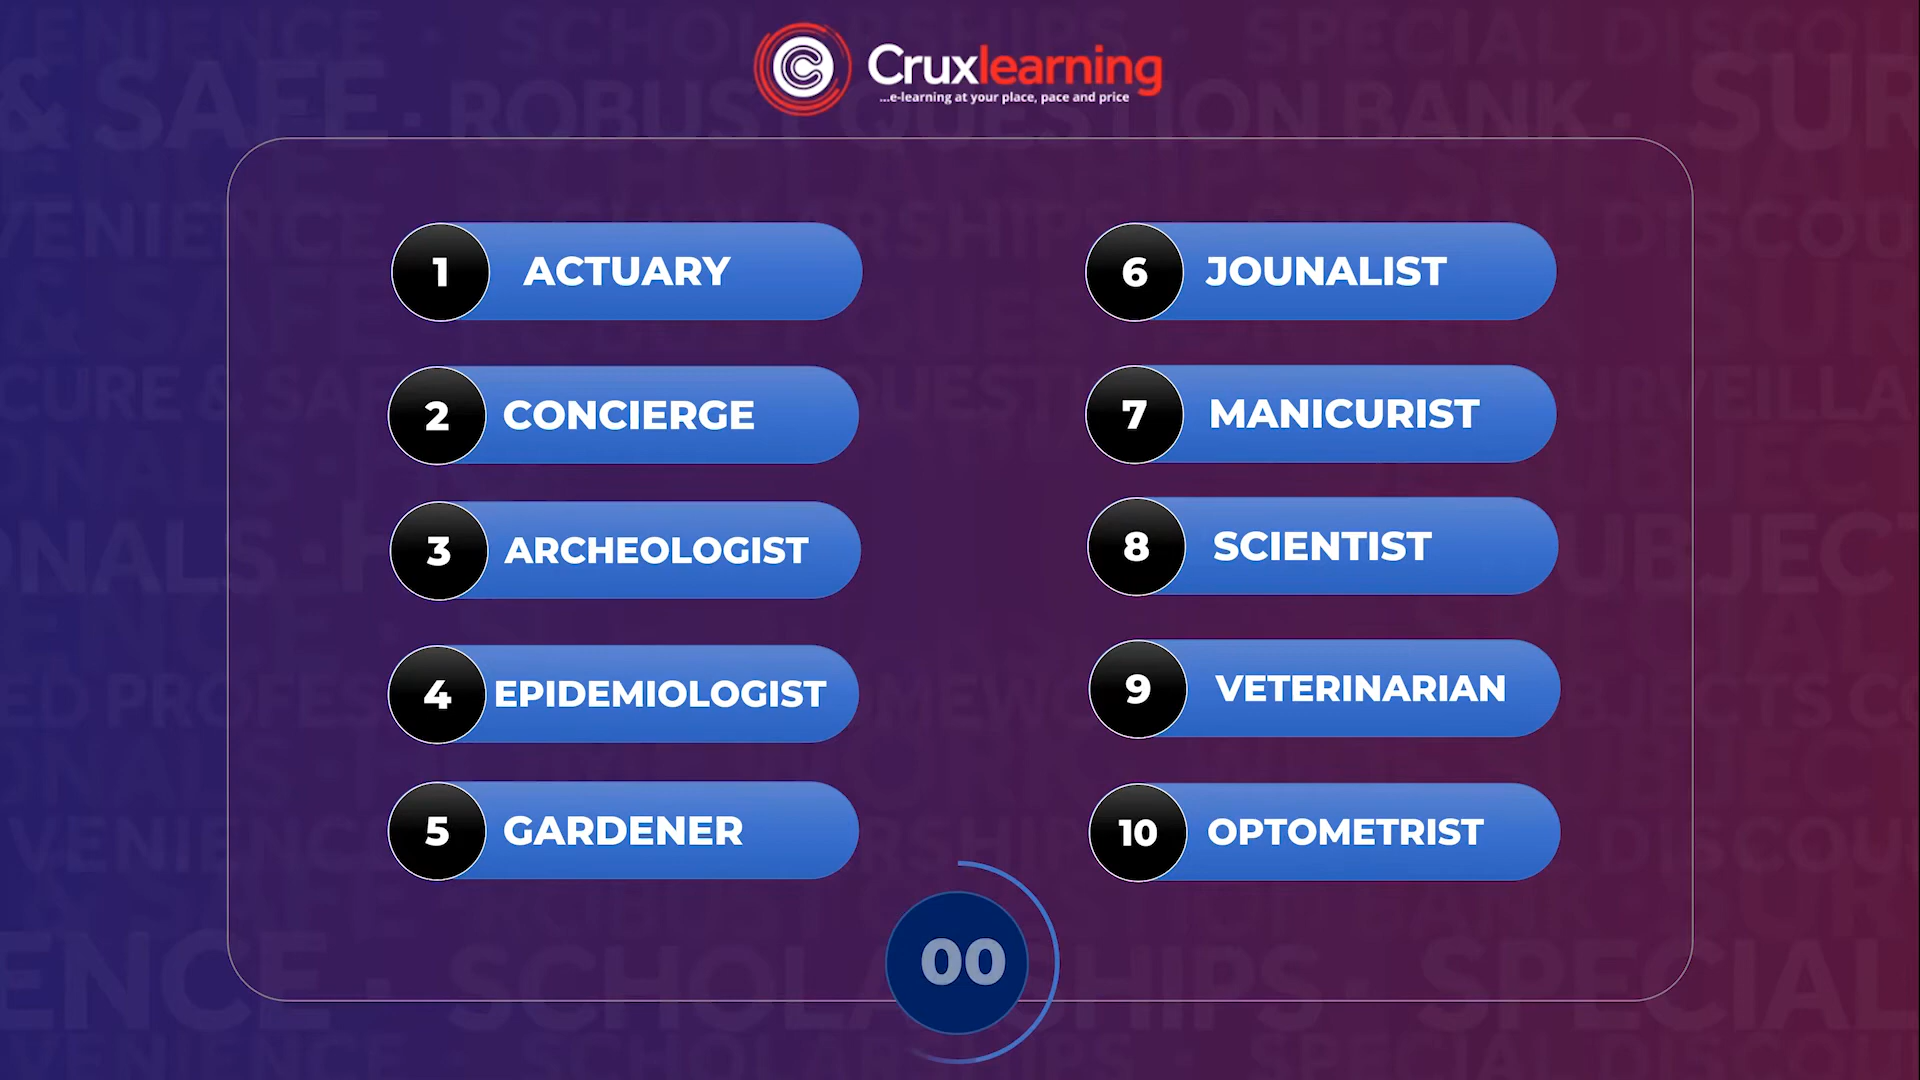 Cruxlearning
...e-learning at your place, pace and price
1 ACTUARY
2 CONCIERGE
3 ARCHEOLOGIST
4 EPIDEMIOLOGIST
5 GARDENER
6 JOUNALIST
7 MANICURIST
8 SCIENTIST
9 VETERINARIAN
10 OPTOMETRIST
00